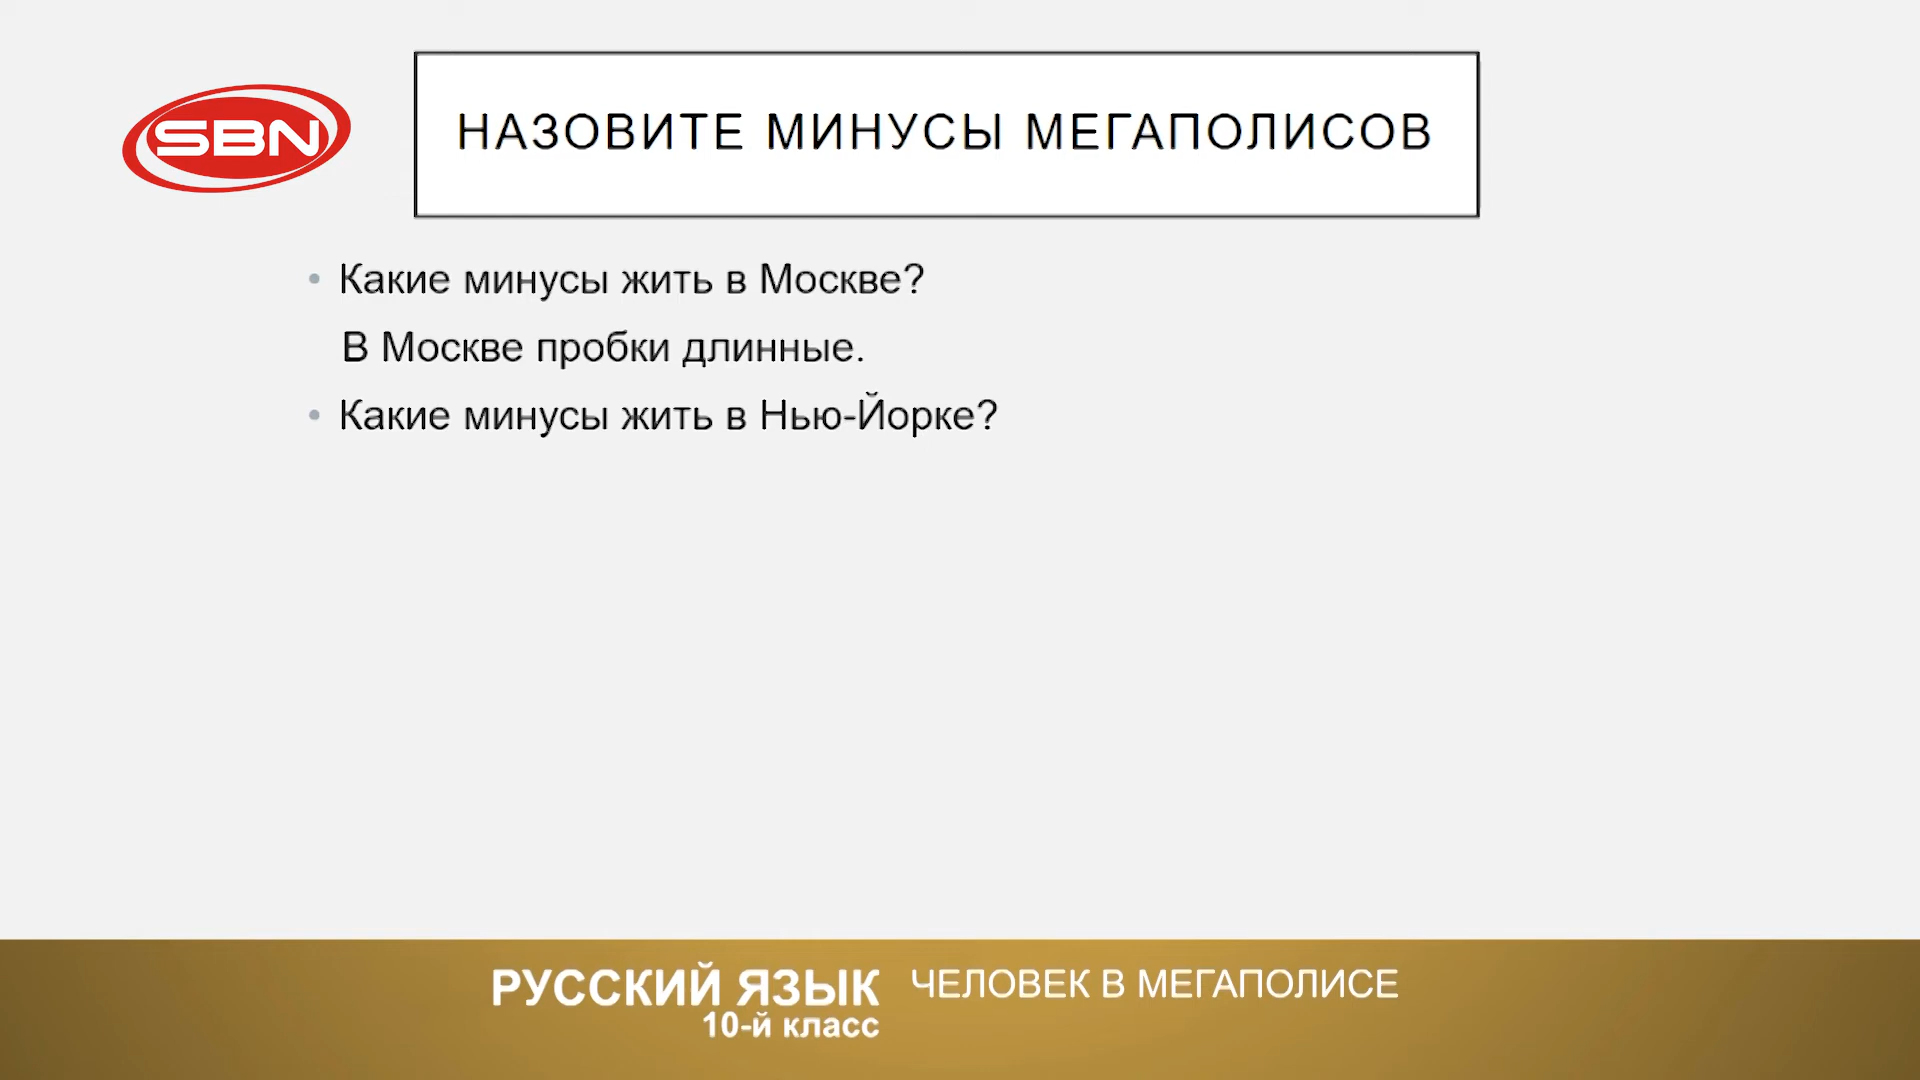 SBN
НАЗОВИТЕ МИНУСЫ МЕГАПОЛИСОВ
• Какие минусы жить в Москве?
В Москве пробки длинные.
• Какие минусы жить в Нью-Йорке?
РУССКИЙ ЯЗЫК ЧЕЛОВЕК В МЕГАПОЛИСЕ
10-й класс